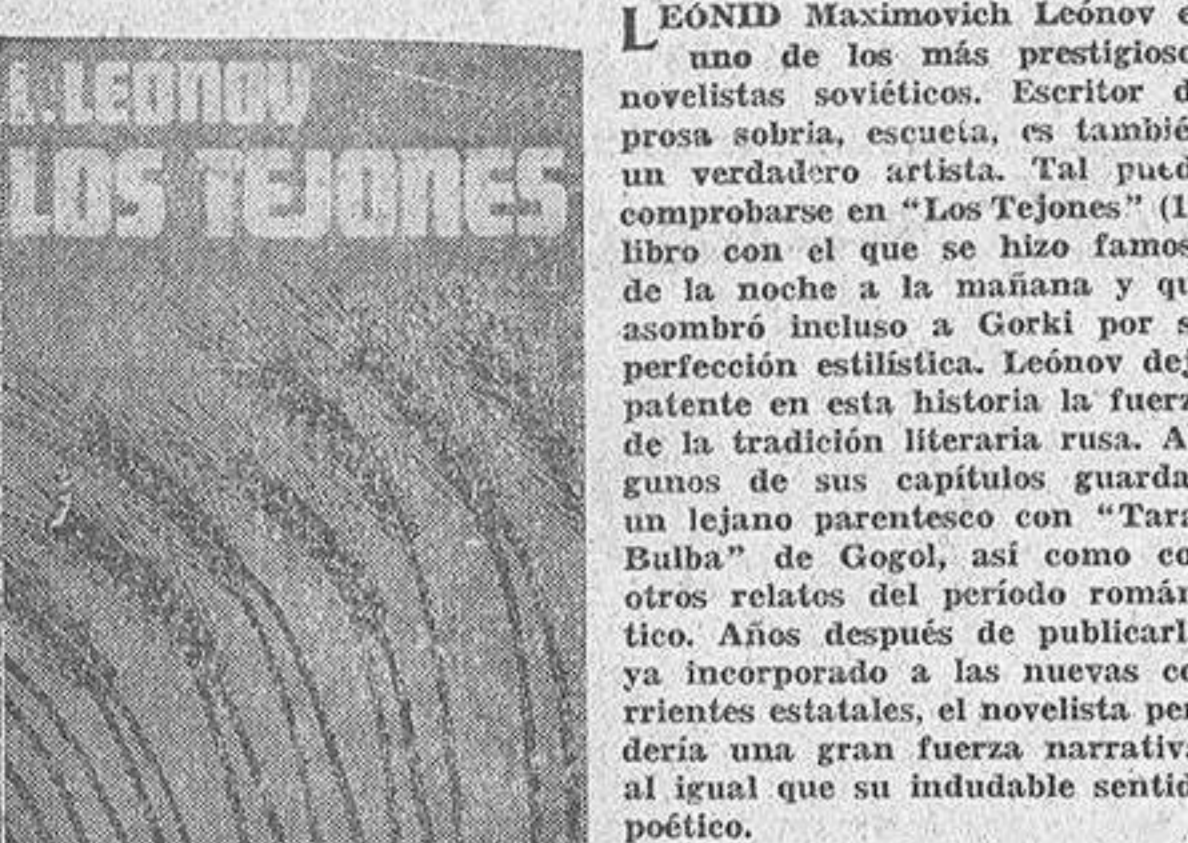 L. LEÓNOV
LOS TEJONES
LEÓNID Maximovich Leónov e
uno de los más prestigioso
novelistas soviéticos. Escritor d
prosa sobria, escueta, es tambié
un verdadero artista. Tal pued
comprobarse en “Los Tejones” (1
libro con el que se hizo famos
de la noche a la mañana y qu
asombró incluso a Gorki por s
perfección estilística. Leónov dej
patente en esta historia la fuerz
de la tradición literaria rusa. A
gunos de sus capítulos guarda
un lejano parentesco con “Tara
Bulba” de Gogol, así como co
otros relatos del período román
tico. Años después de publicarl
ya incorporado a las nuevas co
rrientes estatales, el novelista per
dería una gran fuerza narrativa
al igual que su indudable sentid
poético.